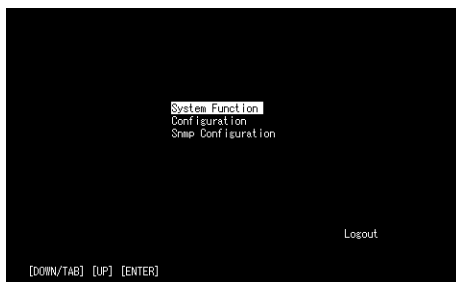 System Function
Configuration
Snmp Configuration
Logout
[DOWN/TAB] [UP] [ENTER]